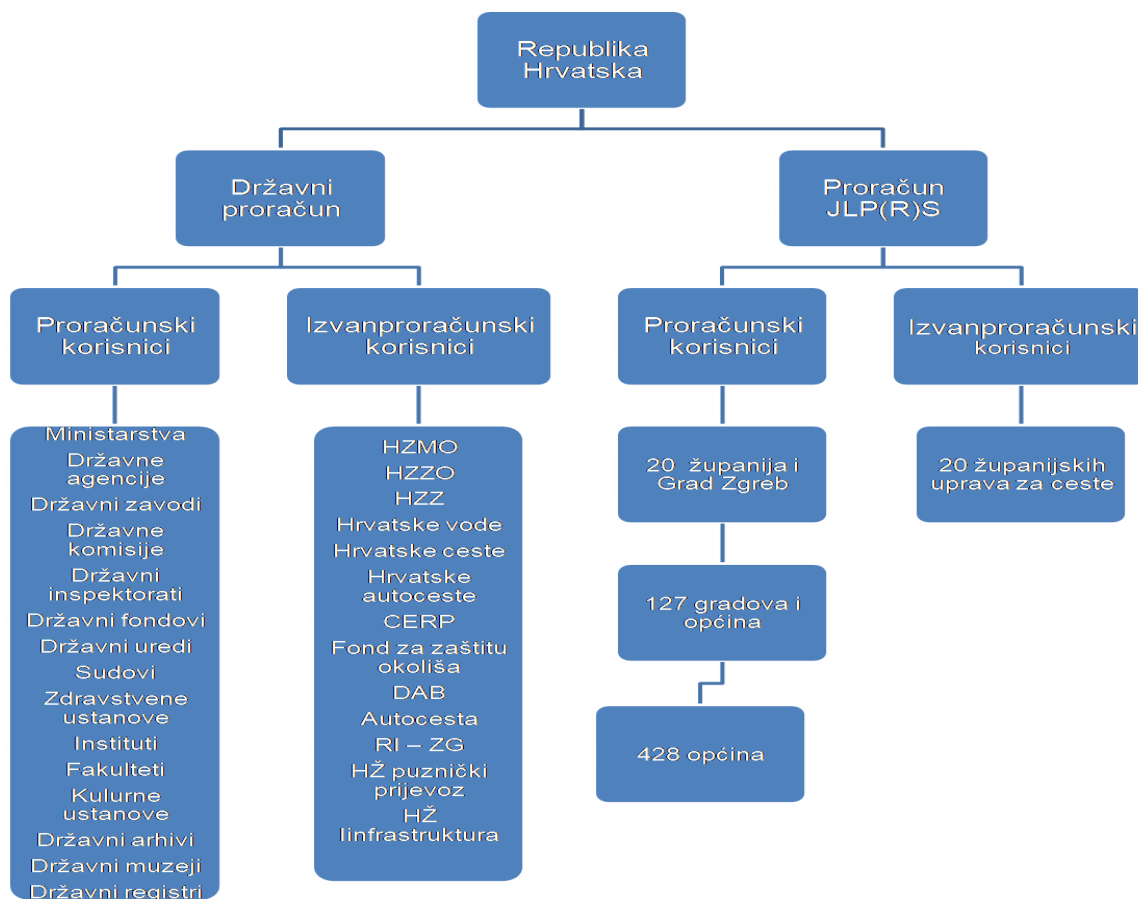 Republika
Hrvatska
Državni
proračun
Proračun
JLP(R)S
Proračunski
korisnici
Izvanproračunski
korisnici
Proračunski
korisnici
Izvanproračunski
korisnici
Ministarstva
Državne
agencije
Državni zavodi
Državne
komisije
Državni
inspektorati
Državni fondovi
Državni uredi
Sudovi
Zdravstvene
ustanove
Instituti
Fakulteti
Kulurne
ustanove
Državni arhivi
Državni muzeji
Državni registri
HZMO
HZZO
HZZ
Hrvatske vode
Hrvatske ceste
Hrvatske
autoceste
CERP
Fond za zaštitu
okoliša
DAB
Autocesta
RI – ZG
HŽ puznički
prijevoz
HŽ
Iinfrastruktura
20 županija i
Grad Zgreb
127 gradova i
općina
428 općina
20 županijskih
uprava za ceste